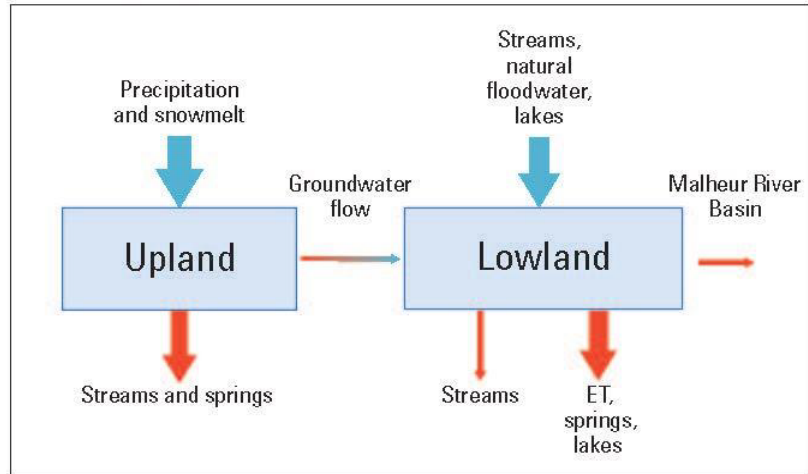 Precipitation
and snowmelt
Streams,
natural
floodwater,
lakes
Groundwater
flow
Malheur River
Basin
Upland
Lowland
Streams and springs
Streams
ET,
springs,
lakes